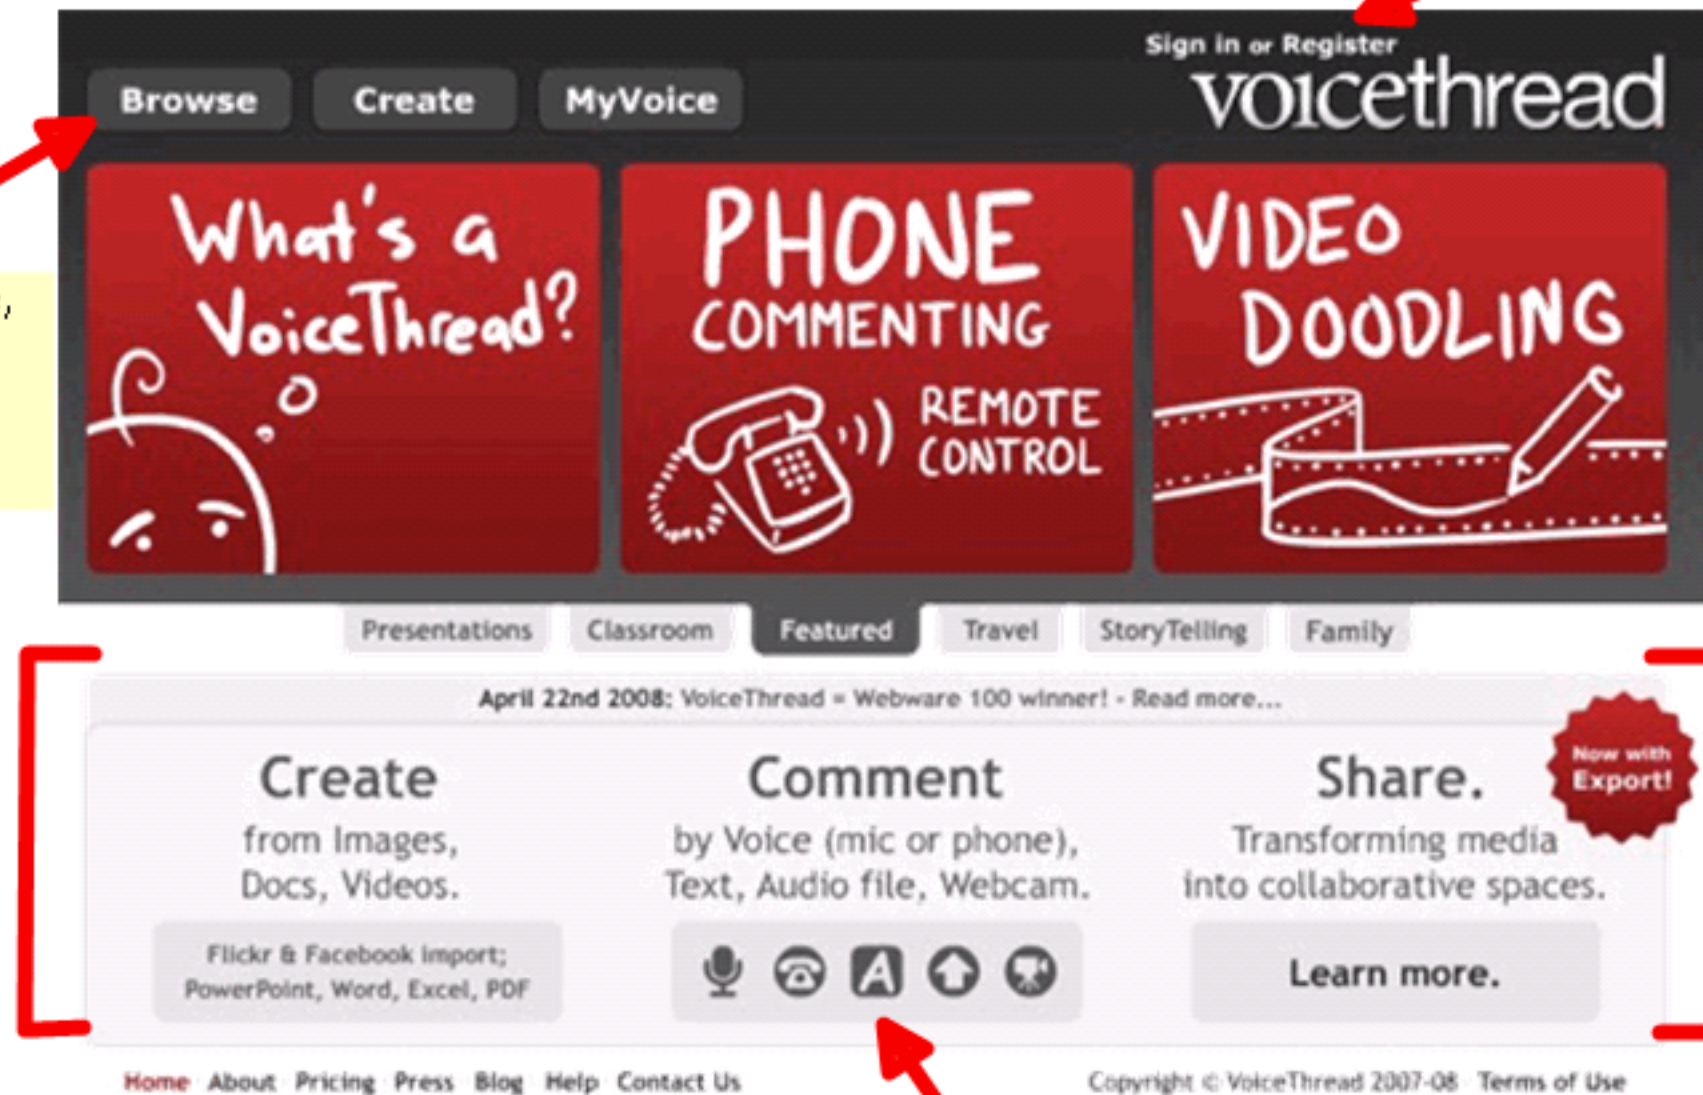 Sign in or Register
Browse Create MyVoice
voicethread
What's a
VoiceThread?
PHONE
COMMENTING
REMOTE
CONTROL
VIDEO
DOODLING
,
Presentations Classroom Featured Travel StoryTelling Family
April 22nd 2008: VoiceThread = Webware 100 winner! - Read more...
Now with
Export!
Create
from Images,
Docs, Videos.
Flickr & Facebook import;
PowerPoint, Word, Excel, PDF
Comment
by Voice (mic or phone),
Text, Audio file, Webcam.
A
Share.
Transforming media
into collaborative spaces.
Learn more.
Home About Pricing Press Blog Help Contact Us
Copyright © VoiceThread 2007-08 Terms of Use